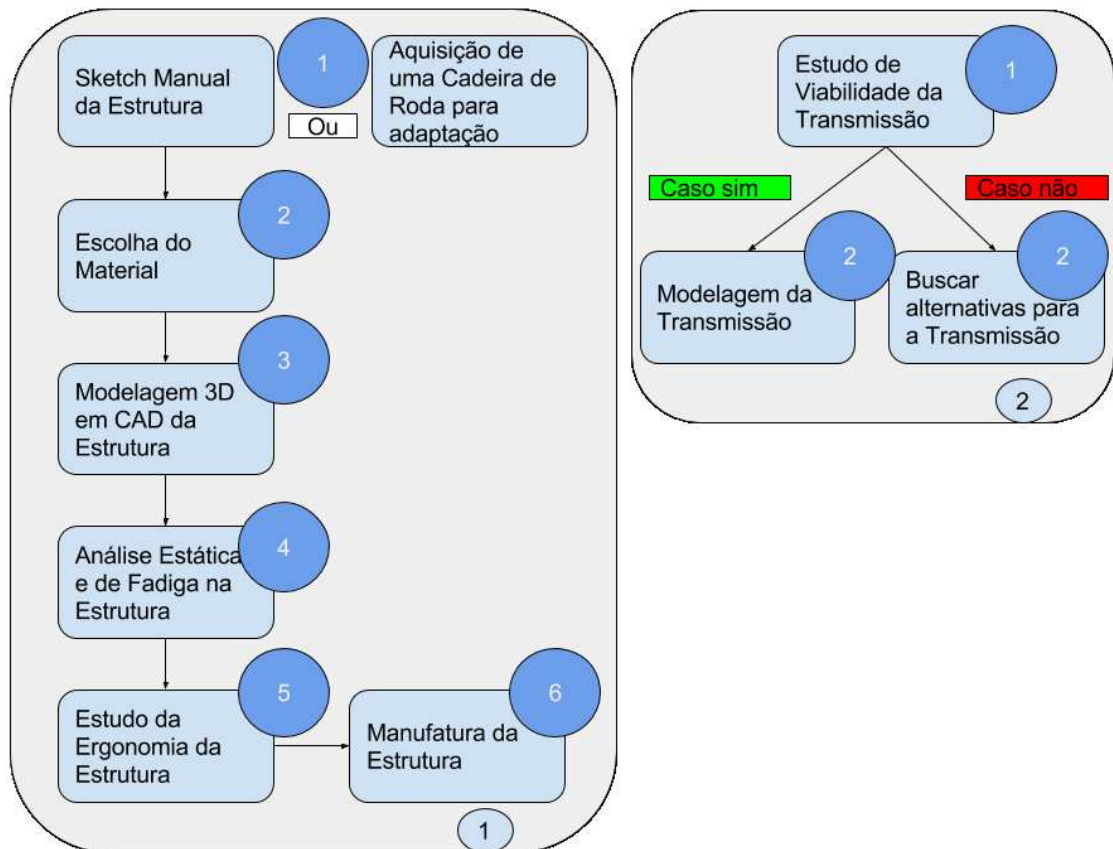 Sketch Manual
da Estrutura
1
Ou
Aquisição de
uma Cadeira de
Roda para
adaptação
2
Escolha do
Material
3
Modelagem 3D
em CAD da
Estrutura
4
Análise Estática
e de Fadiga na
Estrutura
5
Estudo da
Ergonomia da
Estrutura
6
Manufatura da
Estrutura
1
Estudo de
Viabilidade da
Transmissão
1
Caso sim
Caso não
2
Modelagem da
Transmissão
2
Buscar
alternativas para
a Transmissão
2